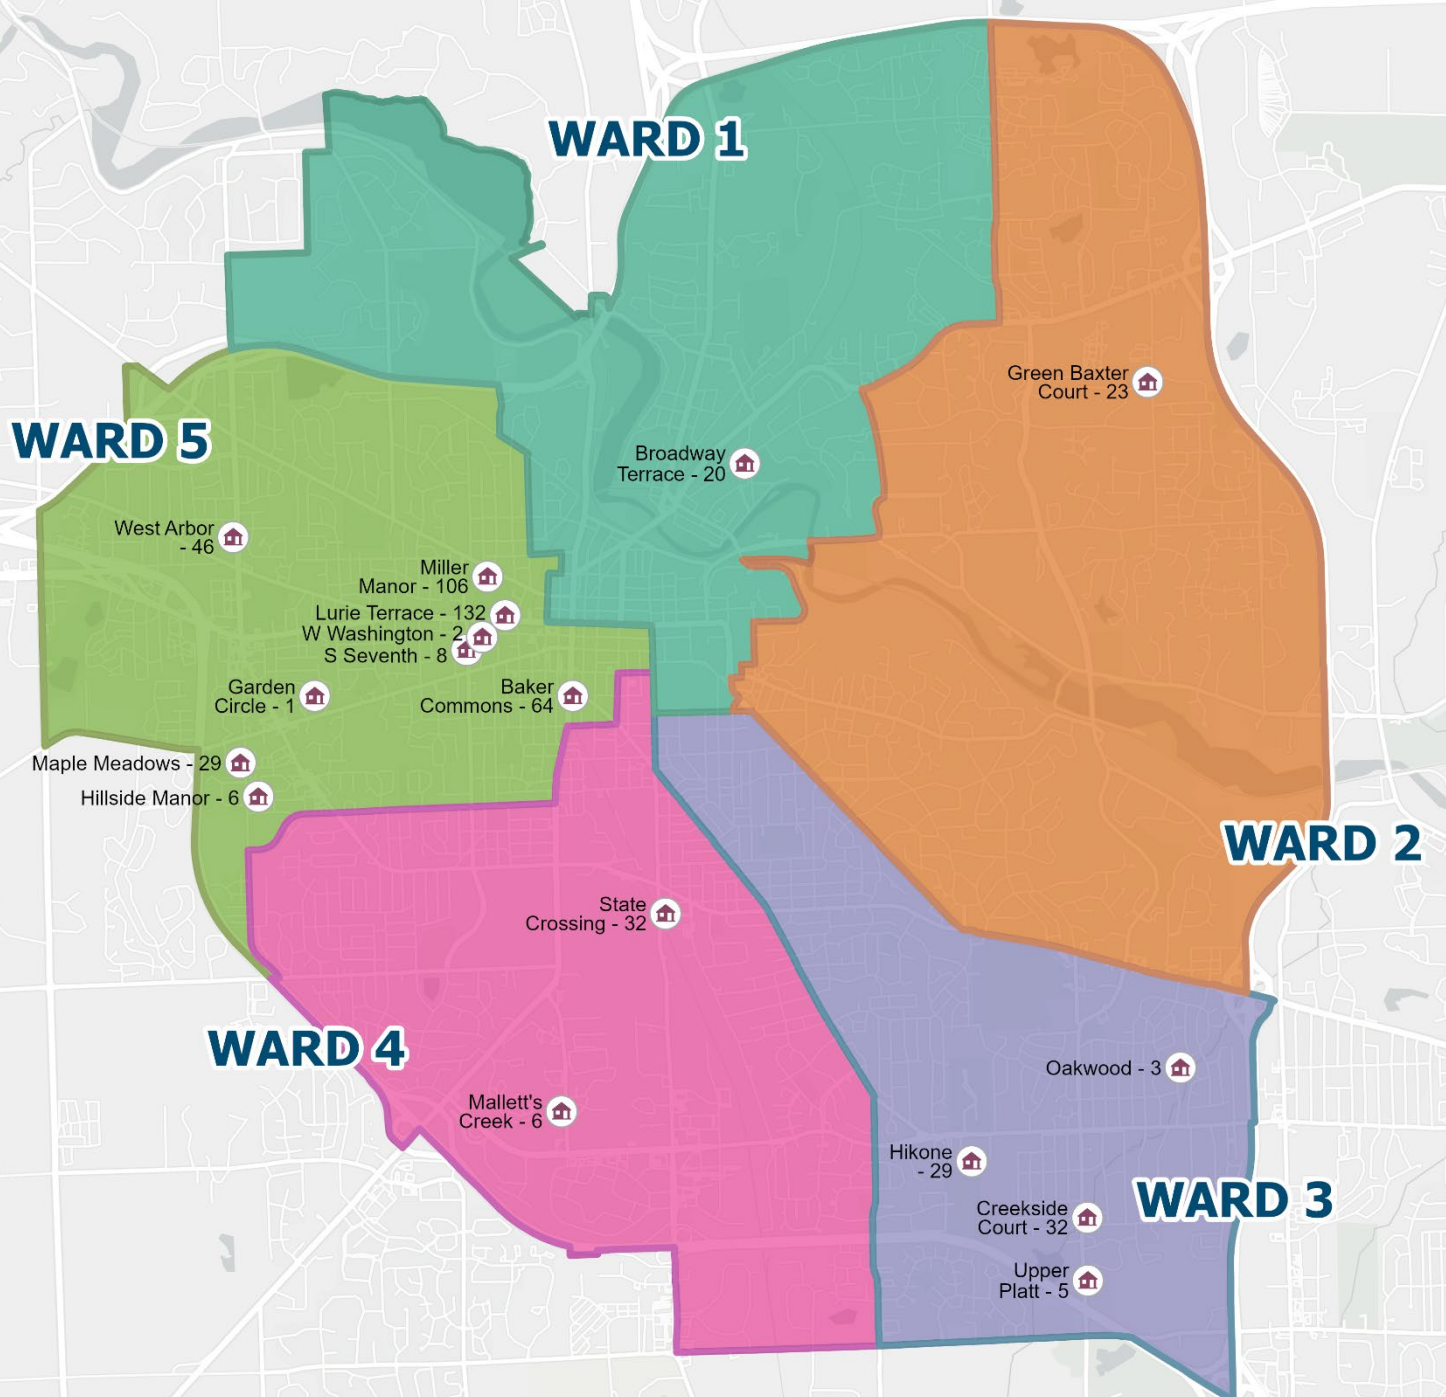 WARD 1
Green Baxter
Court - 23
WARD 5
Broadway
Terrace - 20
West Arbor
- 46
Miller
Manor - 106
Lurie Terrace - 132
W Washington - 2
S Seventh - 8
Garden
Circle - 1
Baker
Commons - 64
Maple Meadows - 29
Hillside Manor - 6
WARD 2
State
Crossing - 32
WARD 4
Oakwood - 3
Mallett's
Creek - 6
Hikone
- 29
WARD 3
Creekside
Court - 32
Upper
Platt - 5